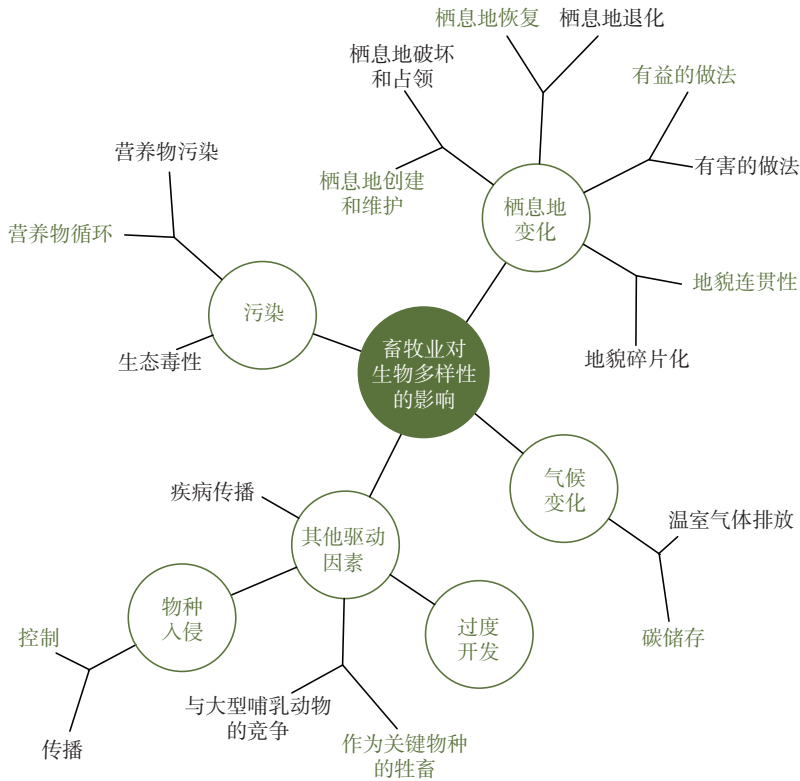 栖息地恢复
栖息地退化
栖息地破坏
和占领
有益的做法
营养物污染
有害的做法
栖息地创建
和维护
栖息地
变化
营养物循环
地貌连贯性
污染
生态毒性
畜牧业对
生物多样性
的影响
地貌碎片化
气候
变化
疾病传播
温室气体排放
其他驱动
因素
物种
入侵
过度
开发
控制
碳储存
与大型哺乳动物
的竞争
传播
作为关键物种
的牲畜